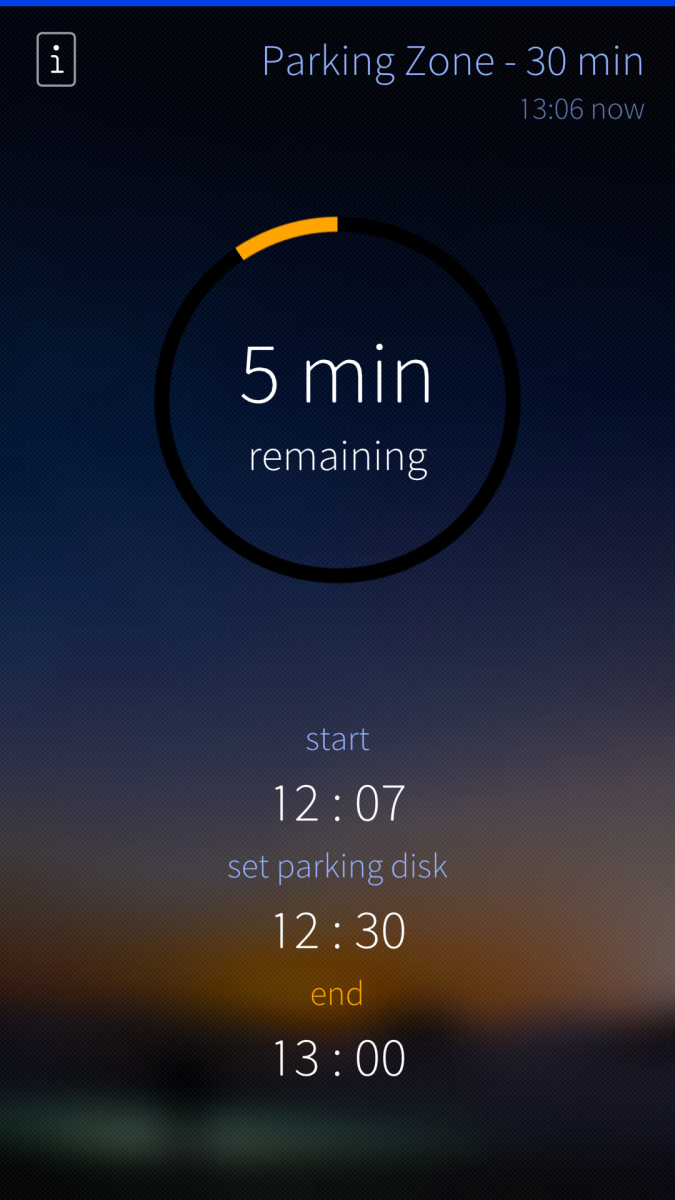 i
Parking Zone - 30 min
13:06 now
5 min
remaining
start
12 : 07
set parking disk
12 : 30
end
13 : 00